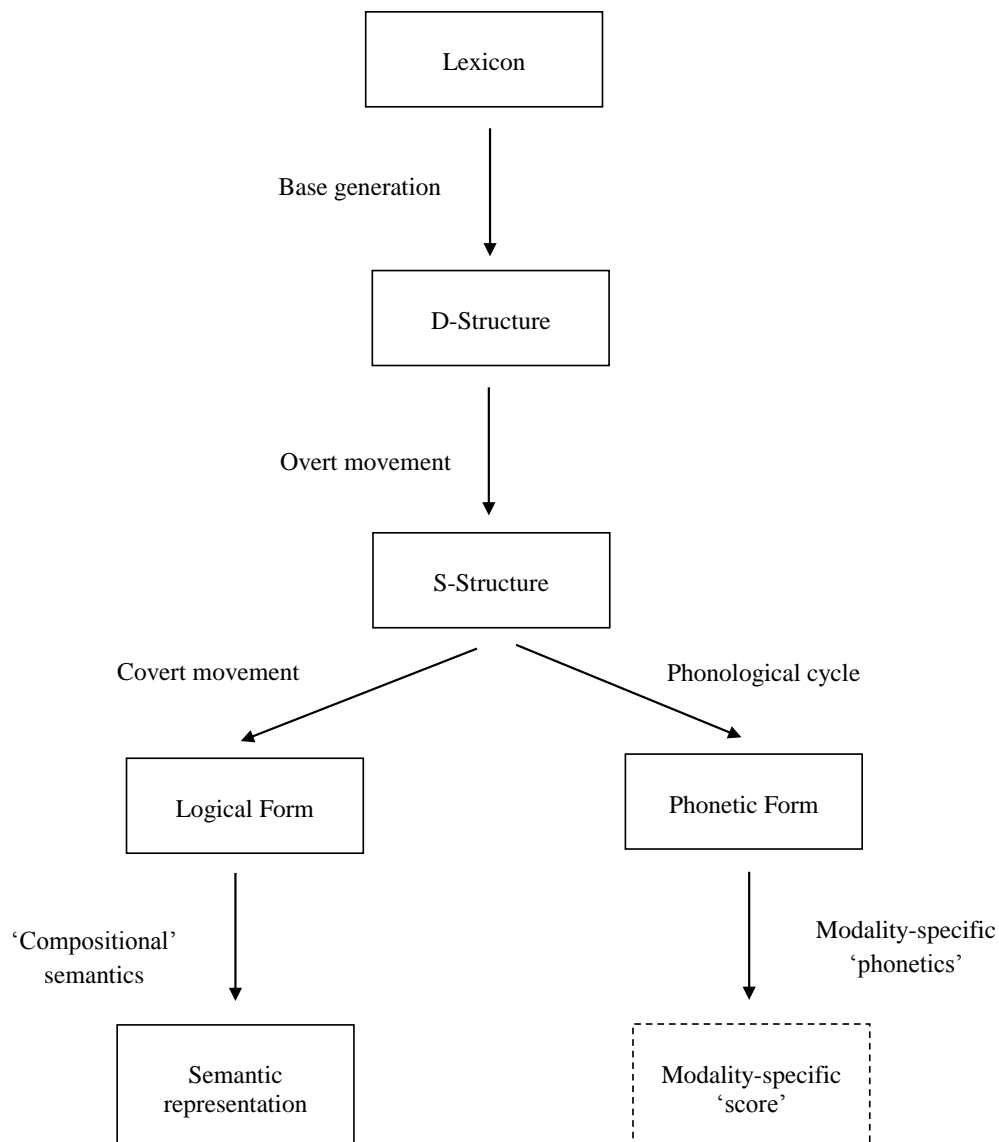 Lexicon
Base generation
D-Structure
Overt movement
S-Structure
Covert movement
Phonological cycle
Logical Form
Phonetic Form
‘Compositional’
semantics
Modality-specific
‘phonetics’
Semantic
representation
Modality-specific
‘score’